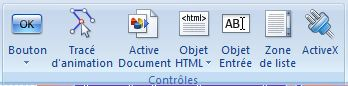 OK
<html>
AB
Bouton
Tracé
d'animation
Active
Document
Objet
HTML
Objet
Entrée
Zone
de liste
ActiveX
Contrôles